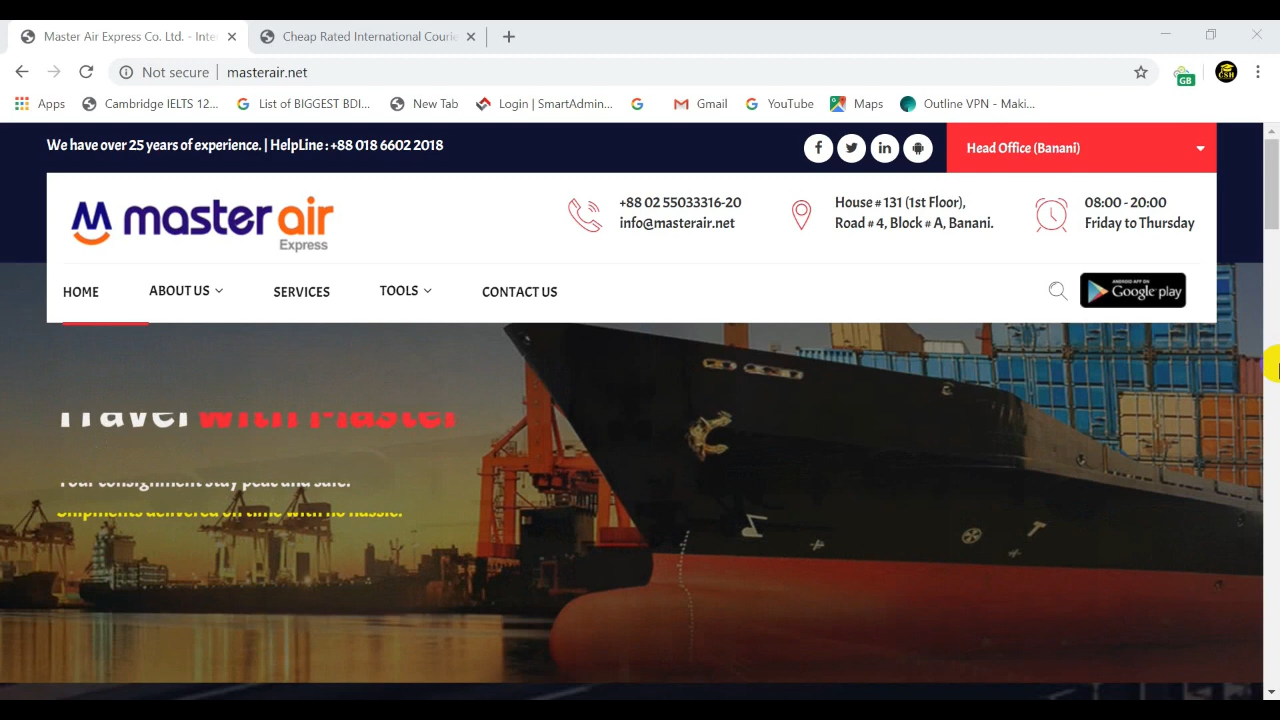 Master Air Express Co. Ltd. - Inte
Cheap Rated International Courie
Not secure
masterair.net
GB
CSH
Apps
Cambridge IELTS 12...
List of BIGGEST BDI...
New Tab
Login | SmartAdmin...
Gmail
YouTube
Maps
Outline VPN - Maki...
We have over 25 years of experience. | HelpLine : +88 018 6602 2018
Head Office (Banani)
master air
Express
+88 02 55033316-20
info@masterair.net
House # 131 (1st Floor),
Road # 4, Block # A, Banani.
08:00 - 20:00
Friday to Thursday
HOME
ABOUT US
SERVICES
TOOLS
CONTACT US
ANDROID APP ON
Google play
Travel with Master
Your consignment stay peat and safe.
Shipments delivered on time with no hassle.